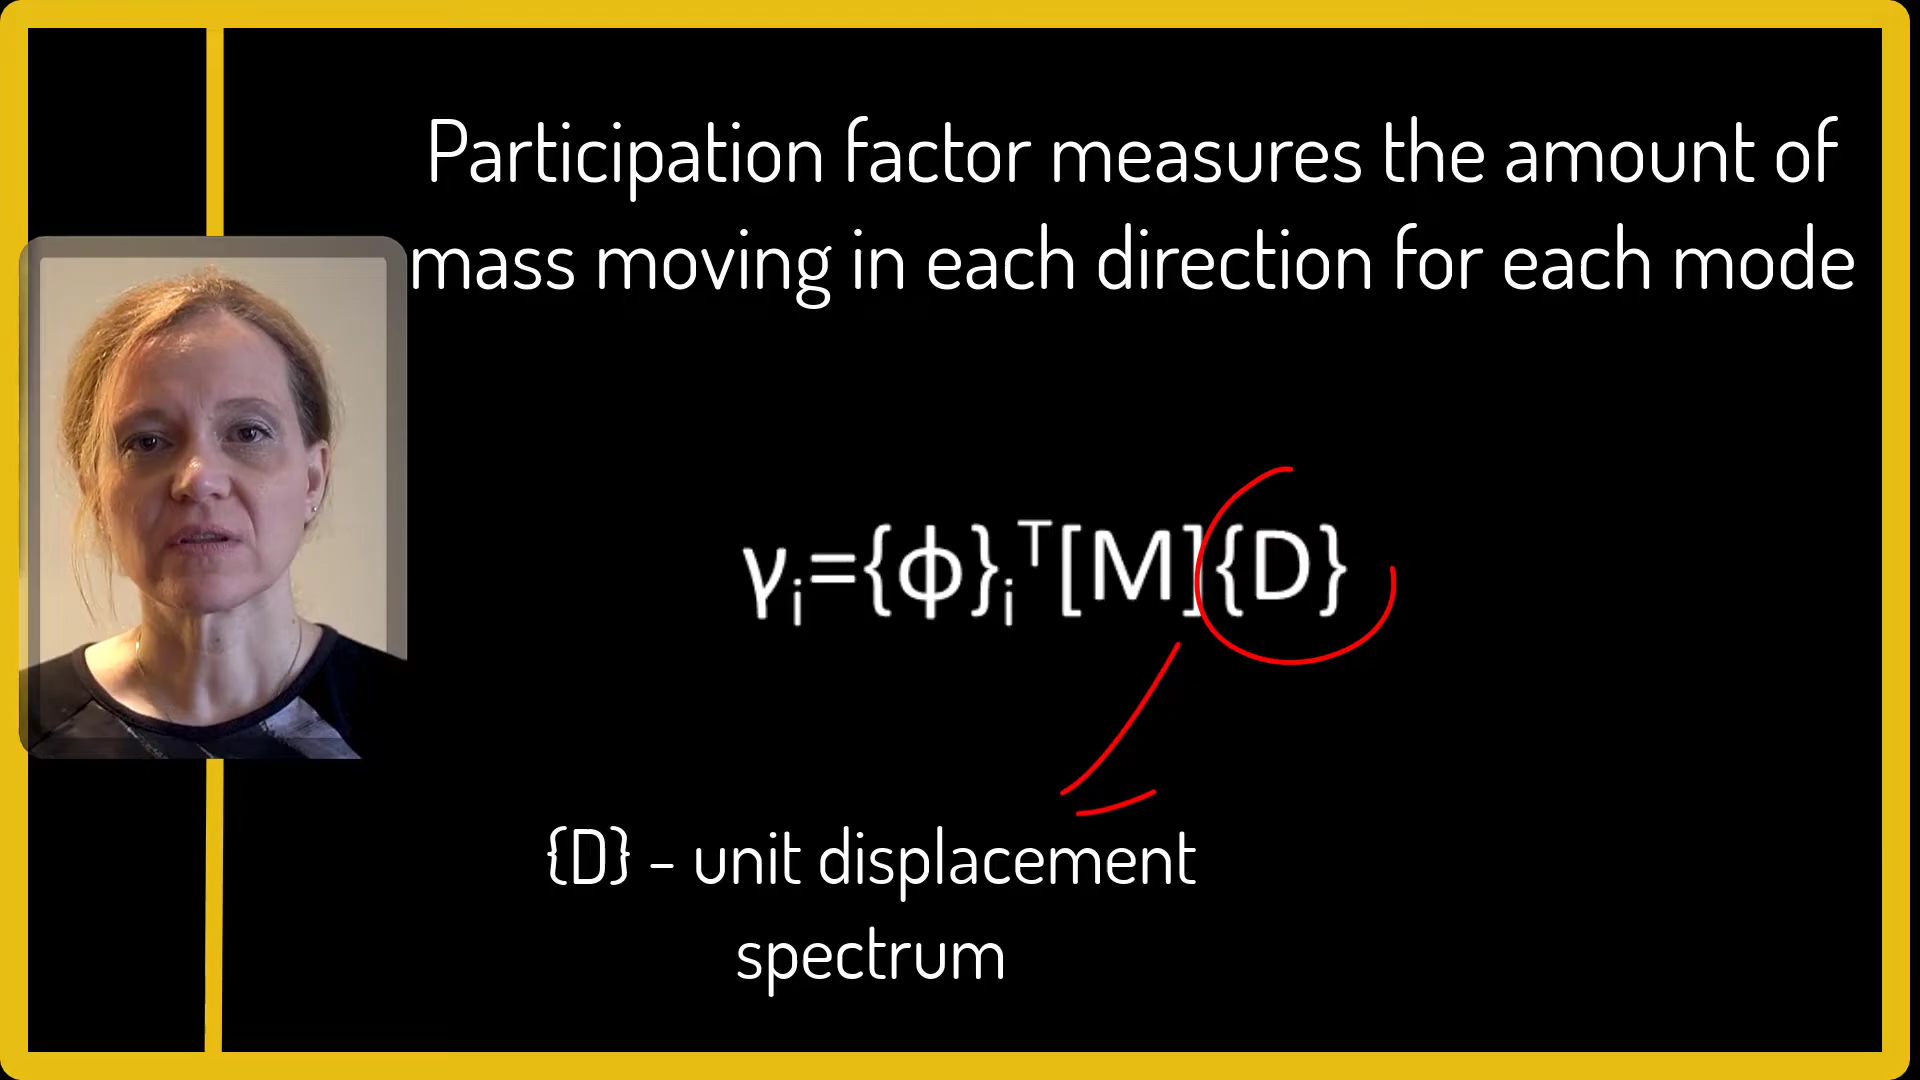 Participation factor measures the amount of
mass moving in each direction for each mode
γᵢ={ϕ}ᵢᵀ[M]{D}
{D} - unit displacement
spectrum